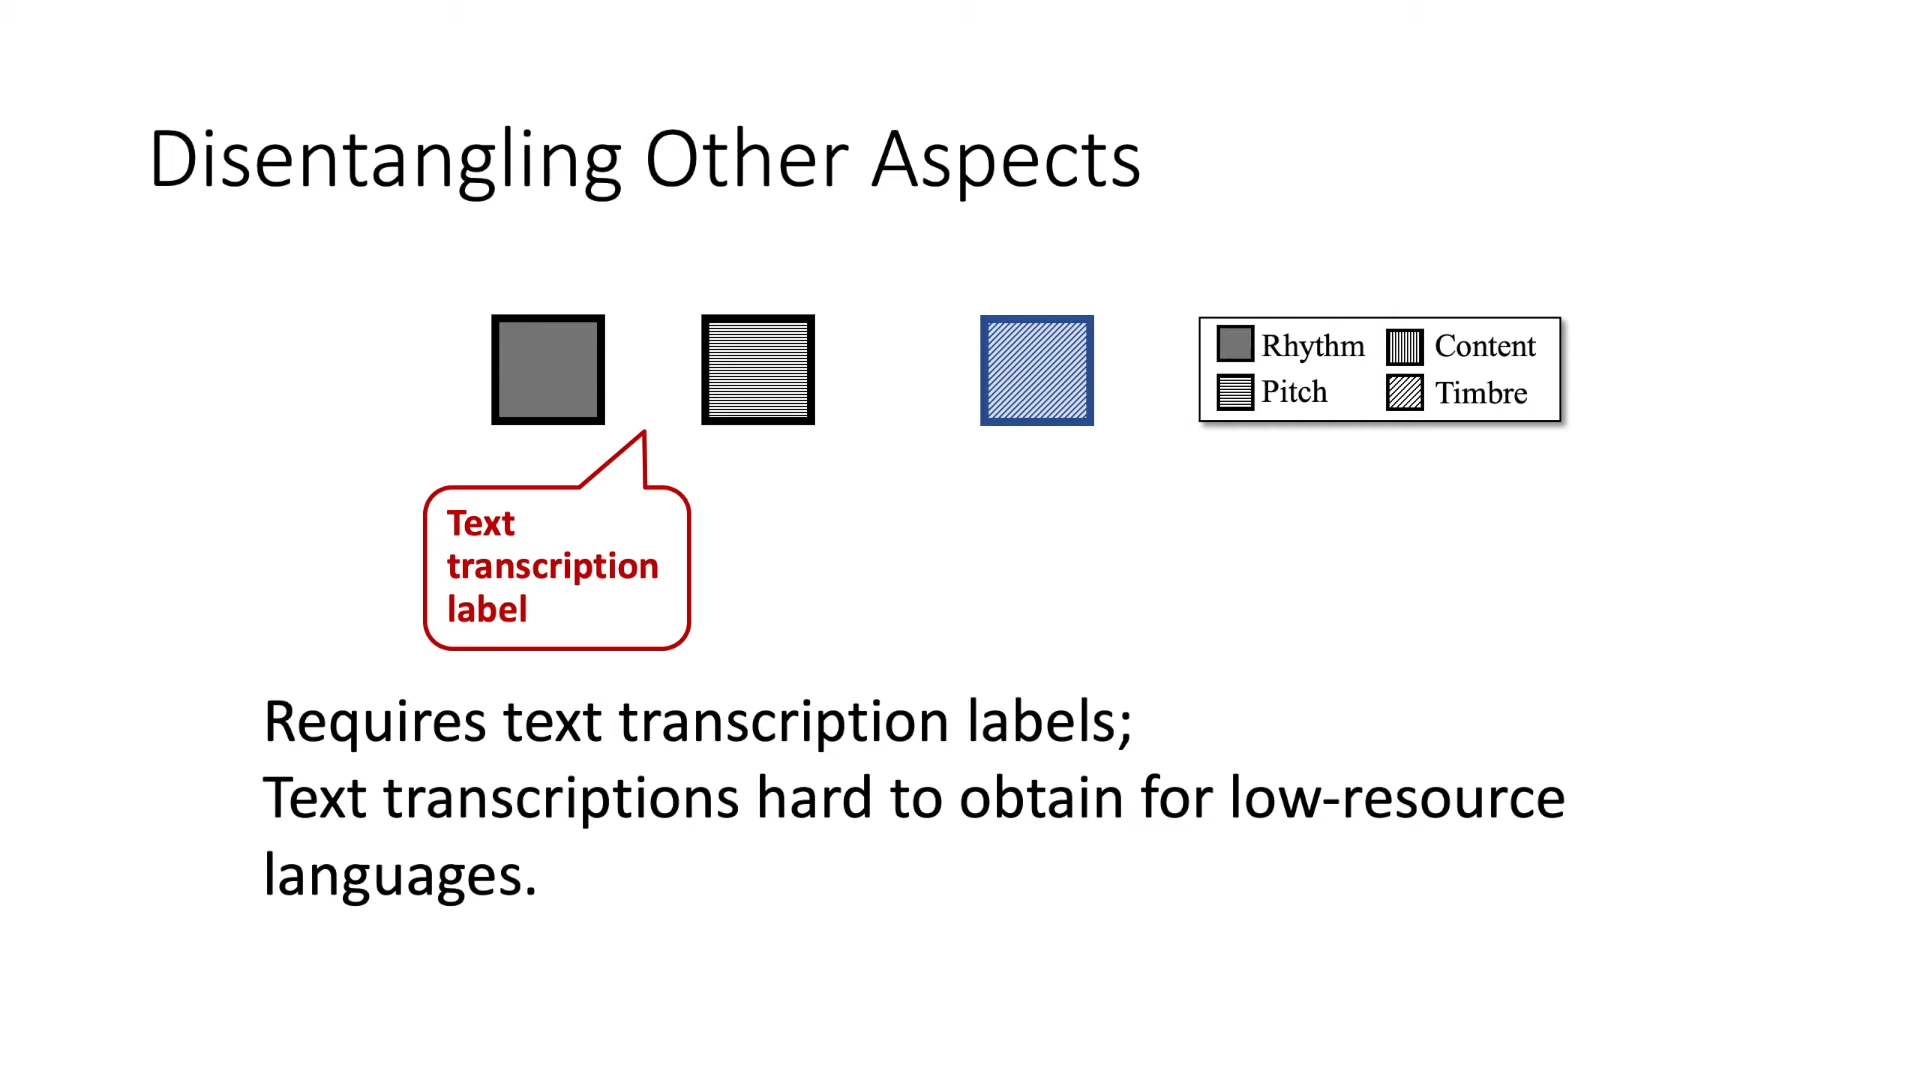 Disentangling Other Aspects
Rhythm
Content
Pitch
Timbre
Text
transcription
label
Requires text transcription labels;
Text transcriptions hard to obtain for low-resource
languages.